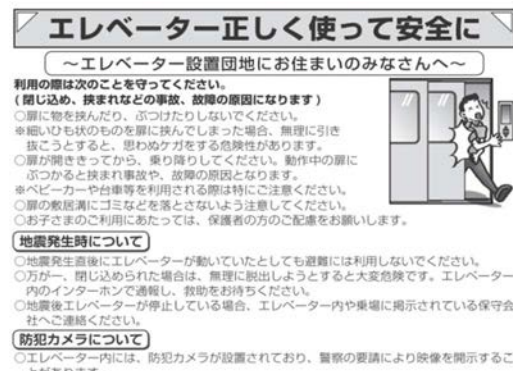 エレベーター正しく使って安全に
～エレベーター設置団地にお住まいのみなさんへ～
利用の際は次のことを守ってください。
(閉じ込め、挟まれなどの事故、故障の原因になります)
○扉に物を挟んだり、ぶつけたりしないでください。
※細いひも状のものを扉に挟んでしまった場合、無理に引き
抜こうとすると、思わぬケガをする危険性があります。
○扉が開ききってから、乗り降りしてください。動作中の扉に
ぶつかると挟まれ事故や、故障の原因となります。
※ベビーカーや台車等を利用される際は特にご注意ください。
○扉の敷居溝にゴミなどを落とさないよう注意してください。
○お子さまのご利用にあたっては、保護者の方のご配慮をお願いします。
地震発生時について
○地震発生直後にエレベーターが動いていたとしても避難には利用しないでください。
○万が一、閉じ込められた場合は、無理に脱出しようとすると大変危険です。エレベーター
内のインターホンで通報し、救助をお待ちください。
○地震後エレベーターが停止している場合、エレベーター内や乗場に掲示されている保守会
社へご連絡ください。
防犯カメラについて
○エレベーター内には、防犯カメラが設置されており、警察の要請により映像を開示するこ
とがあります。